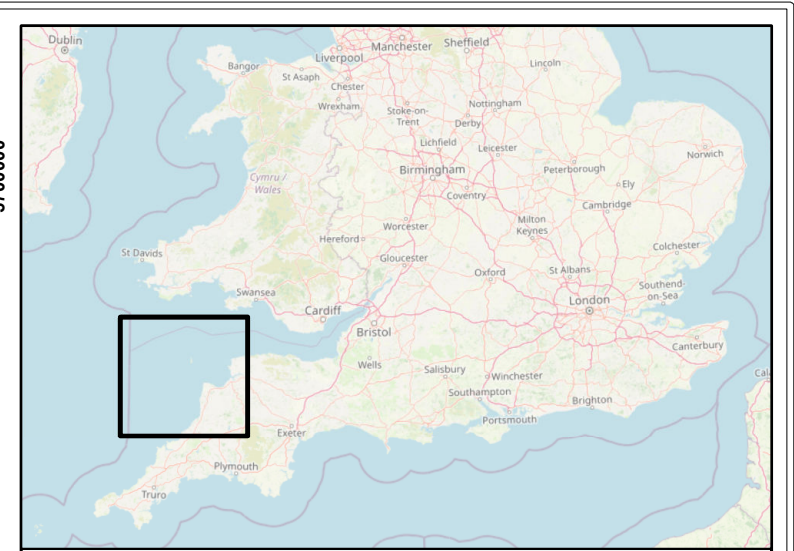 Dublin
Manchester
Sheffield
Liverpool
Bangor
St Asaph
Lincoln
Chester
Wrexham
Stoke-on-
Trent
Nottingham
Derby
Lichfield
Leicester
Norwich
Birmingham
Peterborough
Cymru /
Wales
Coventry
Ely
Cambridge
Worcester
Milton
Keynes
Hereford
Colchester
St Davids
Gloucester
Oxford
St Albans
Swansea
Southend-
on-Sea
London
Cardiff
Bristol
Canterbury
Wells
Salisbury
Winchester
Cal
Southampton
Brighton
Portsmouth
Exeter
Plymouth
Truro